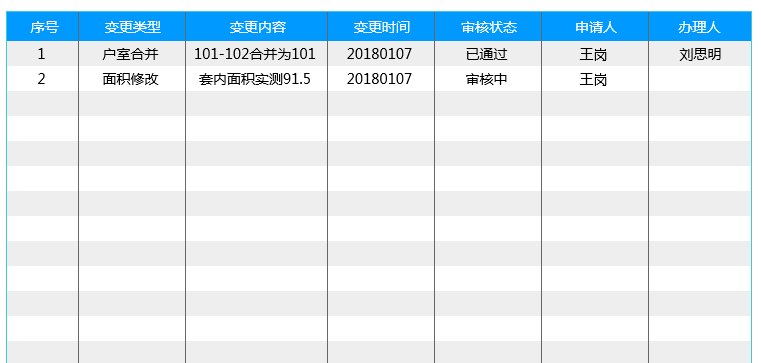 序号 变更类型 变更内容 变更时间 审核状态 申请人 办理人
1 户室合并 101-102合并为101 20180107 已通过 王岗 刘思明
2 面积修改 套内面积实测91.5 20180107 审核中 王岗